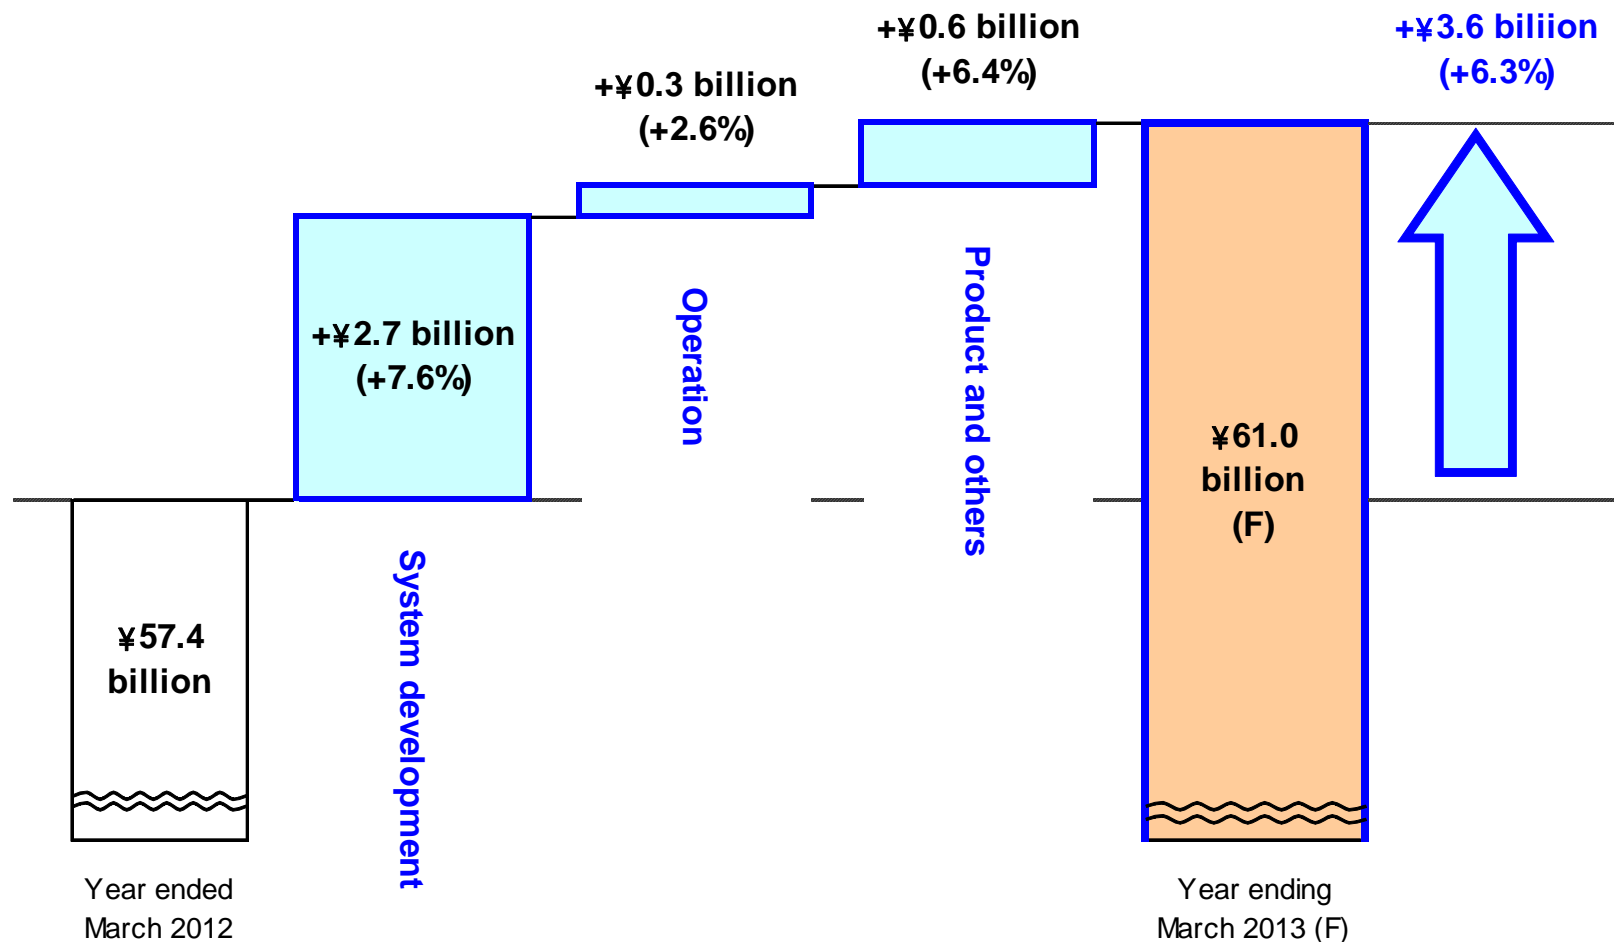 +¥0.6 billion
(+6.4%)
+¥3.6 biliion
(+6.3%)
+¥0.3 billion
(+2.6%)
+¥2.7 billion
(+7.6%)
Operation
Product and others
¥61.0
billion
(F)
System development
¥57.4
billion
Year ended
March 2012
Year ending
March 2013 (F)